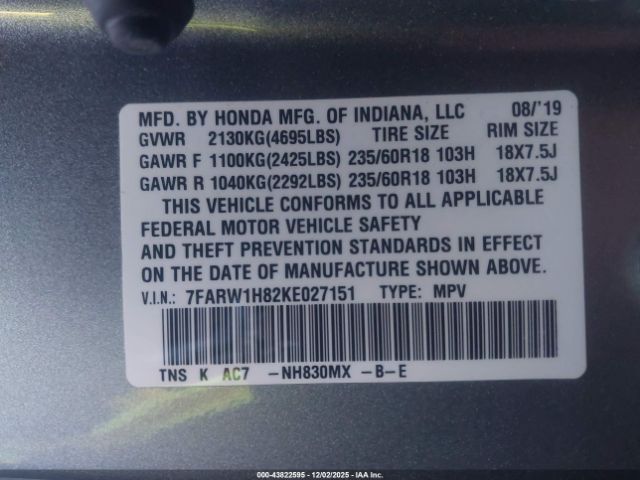 MFD. BY HONDA MFG. OF INDIANA, LLC 08/'19
GVWR 2130KG(4695LBS) TIRE SIZE RIM SIZE
GAWR F 1100KG(2425LBS) 235/60R18 103H 18X7.5J
GAWR R 1040KG(2292LBS) 235/60R18 103H 18X7.5J
THIS VEHICLE CONFORMS TO ALL APPLICABLE
FEDERAL MOTOR VEHICLE SAFETY
AND THEFT PREVENTION STANDARDS IN EFFECT
ON THE DATE OF MANUFACTURE SHOWN ABOVE.
V.I.N.: 7FARW1H82KE027151 TYPE: MPV
TNS K AC7 -NH830MX -B-E
000-43822595 - 12/02/2025 - IAAI, Inc.